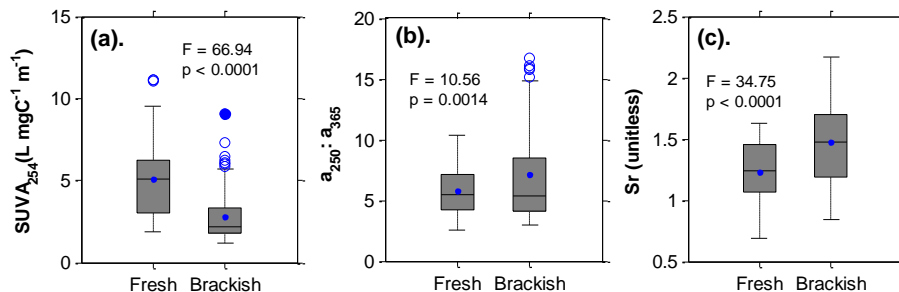 (a).
F = 66.94
p < 0.0001
SUVA254(L mgC-1 m-1)
15
10
5
0
Fresh Brackish
(b).
F = 10.56
p = 0.0014
a250: a365
20
15
10
5
0
Fresh Brackish
(c).
F = 34.75
p < 0.0001
Sr (unitless)
2.5
2
1.5
1
0.5
Fresh Brackish